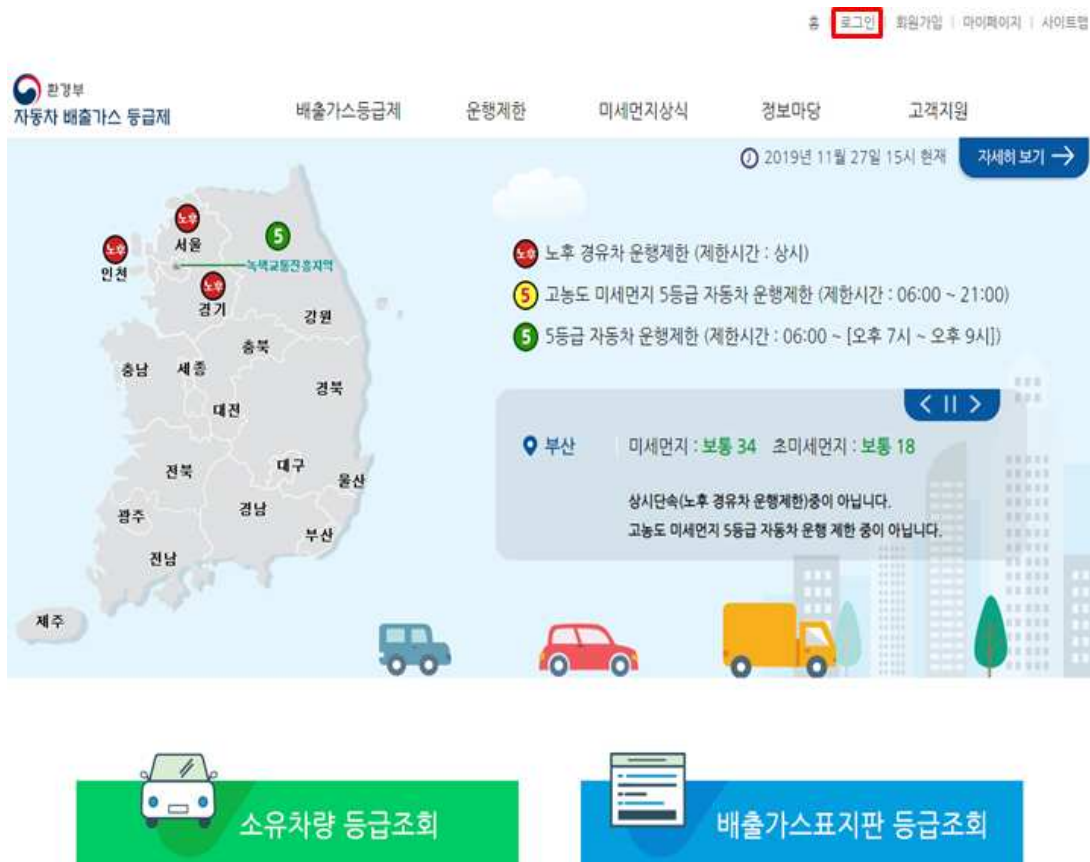 홈 | 로그인 | 회원가입 | 마이페이지 | 사이트맵
환경부
자동차 배출가스 등급제
배출가스등급제 운행제한 미세먼지상식 정보마당 고객지원
2019년 11월 27일 15시 현재 자세히 보기 →
노후
서울
노후
인천
5
녹색교통진흥지역
노후
경기
강원
충북
충남
세종
경북
대전
전북
대구
울산
광주
경남
부산
전남
제주
노후 노후 경유차 운행제한 (제한시간 : 상시)
5 고농도 미세먼지 5등급 자동차 운행제한 (제한시간 : 06:00 ~ 21:00)
5 5등급 자동차 운행제한 (제한시간 : 06:00 ~ [오후 7시 ~ 오후 9시])
부산 미세먼지 : 보통 34 초미세먼지 : 보통 18
상시단속(노후 경유차 운행제한)중이 아닙니다.
고농도 미세먼지 5등급 자동차 운행 제한 중이 아닙니다.
소유차량 등급조회
배출가스표지판 등급조회